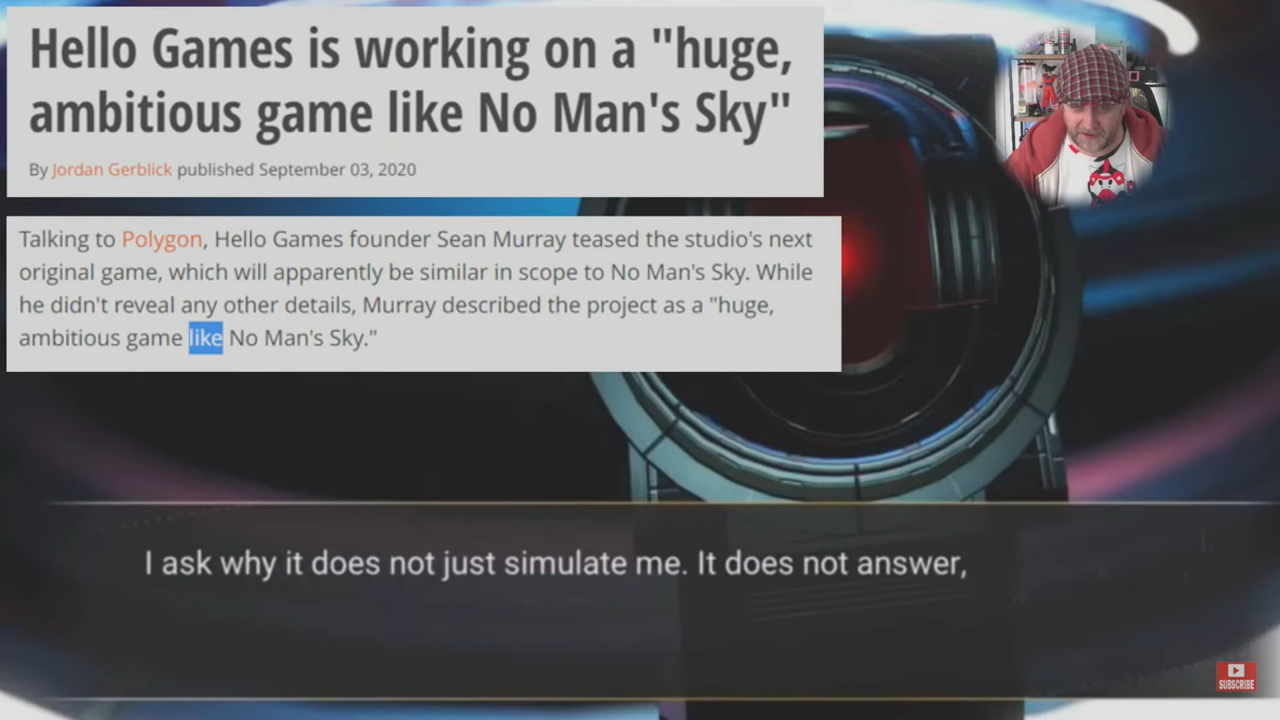 Hello Games is working on a "huge,
ambitious game like No Man's Sky"
By Jordan Gerblick published September 03, 2020
Talking to Polygon, Hello Games founder Sean Murray teased the studio's next
original game, which will apparently be similar in scope to No Man's Sky. While
he didn't reveal any other details, Murray described the project as a "huge,
ambitious game like No Man's Sky."
I ask why it does not just simulate me. It does not answer,
SUBSCRIBE